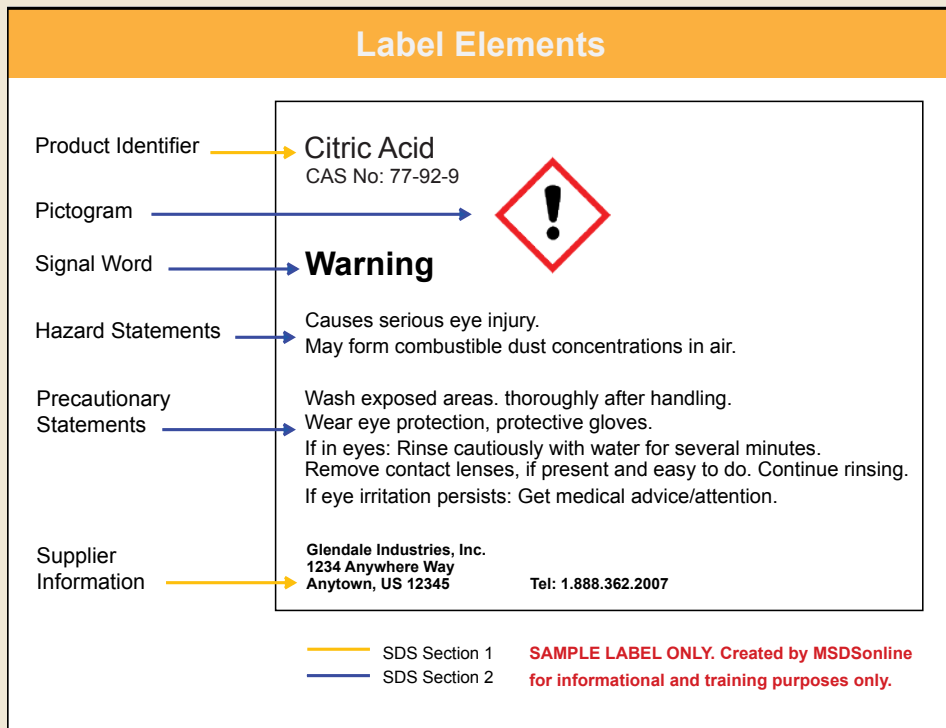 Label Elements
Product Identifier
Citric Acid
CAS No: 77-92-9
Pictogram
Signal Word
Warning
Hazard Statements
Causes serious eye injury.
May form combustible dust concentrations in air.
Precautionary
Statements
Wash exposed areas. thoroughly after handling.
Wear eye protection, protective gloves.
If in eyes: Rinse cautiously with water for several minutes.
Remove contact lenses, if present and easy to do. Continue rinsing.
If eye irritation persists: Get medical advice/attention.
Supplier
Information
Glendale Industries, Inc.
1234 Anywhere Way
Anytown, US 12345 Tel: 1.888.362.2007
SDS Section 1
SDS Section 2
SAMPLE LABEL ONLY. Created by MSDSonline
for informational and training purposes only.